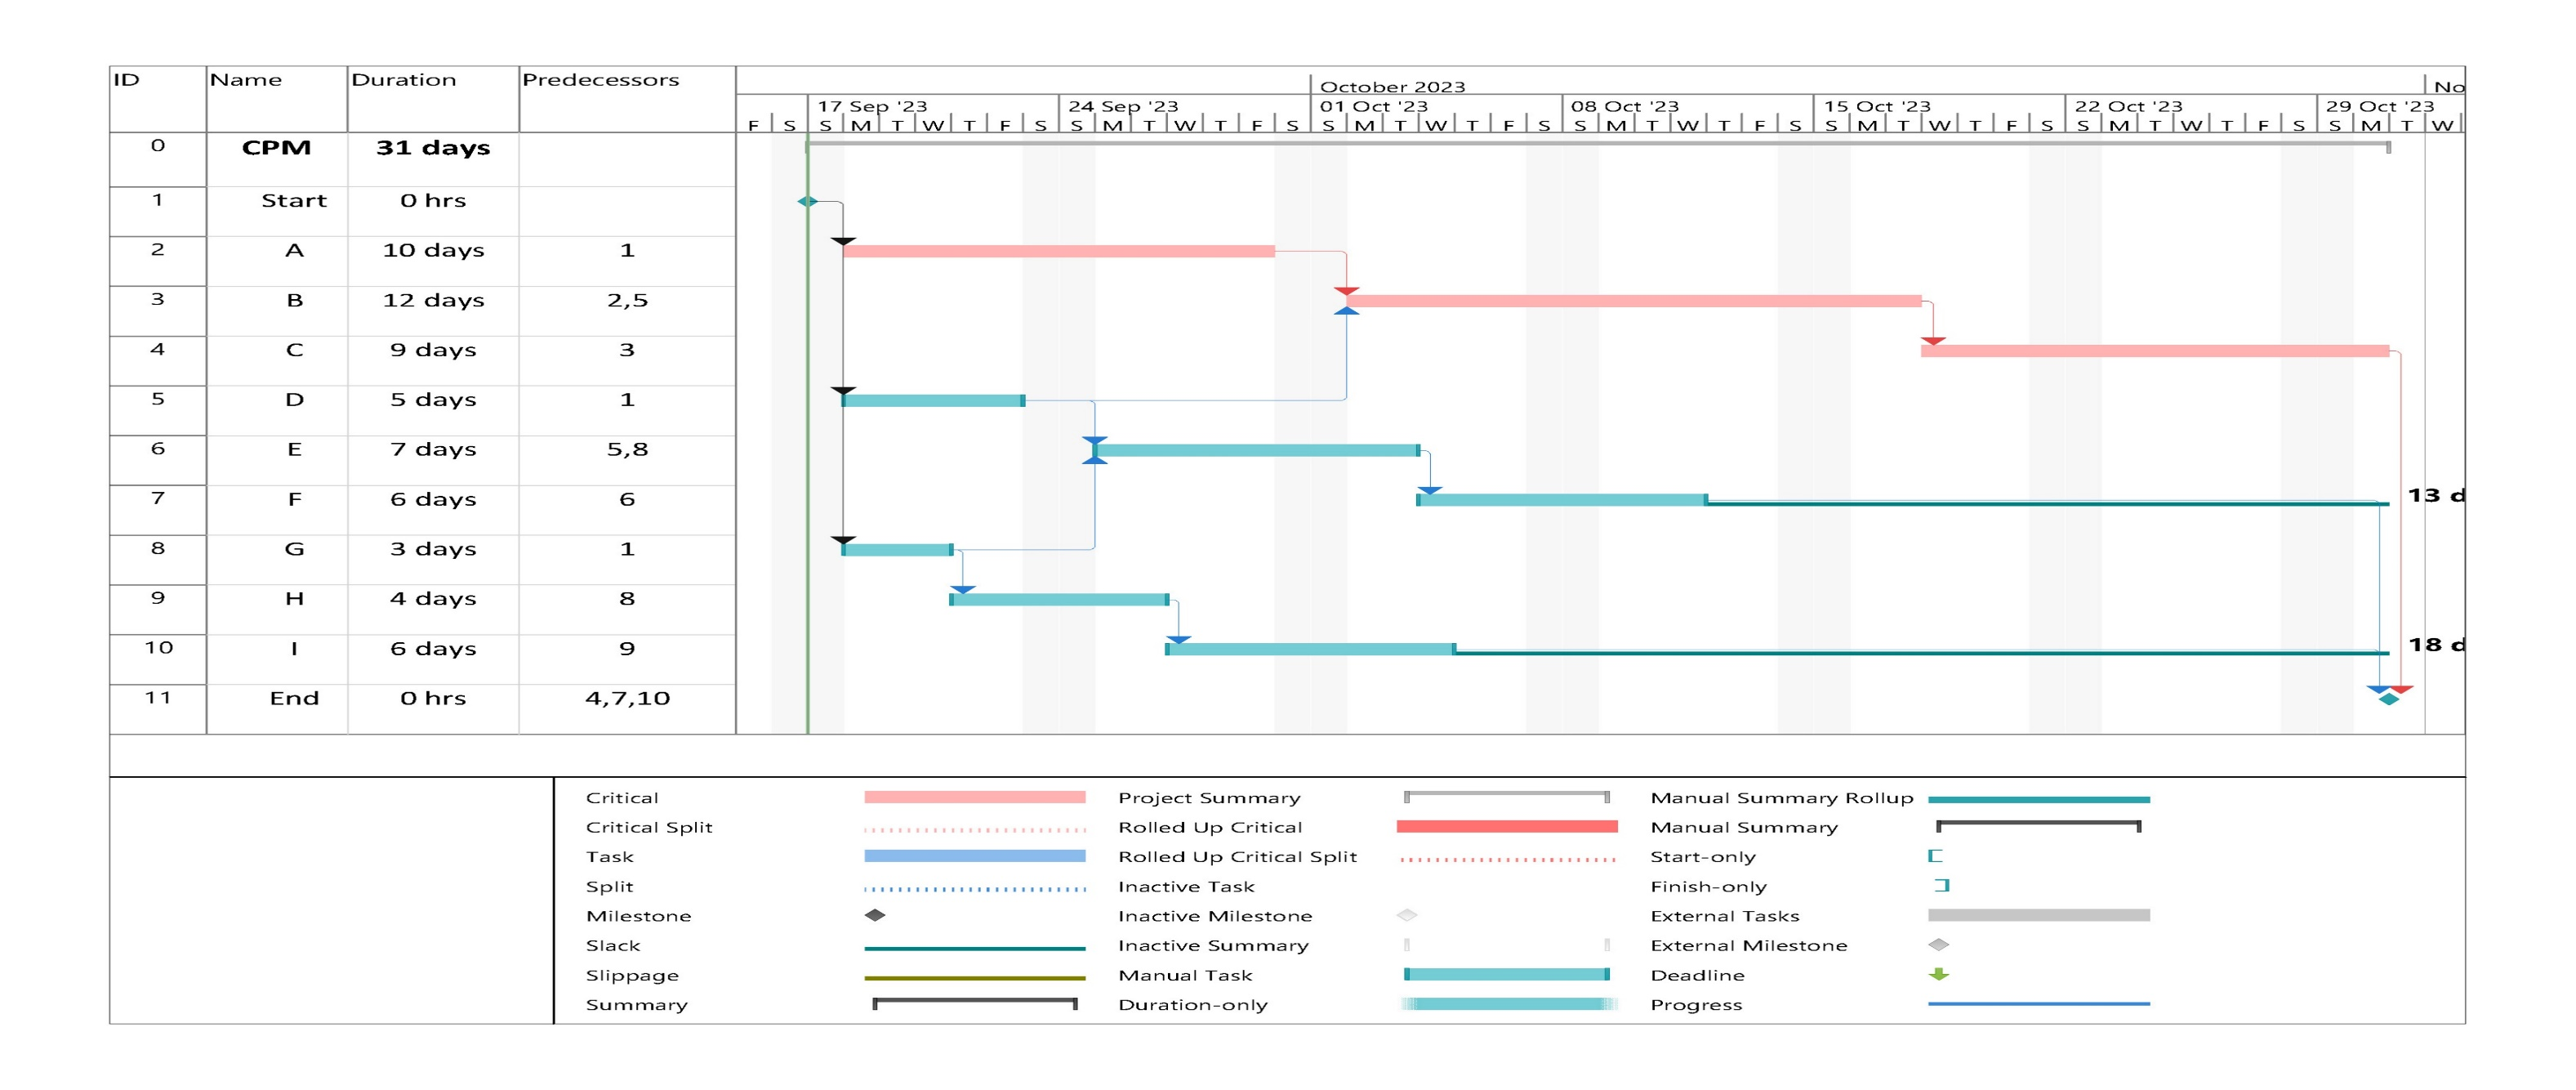 ID Name Duration Predecessors
October 2023 No
17 Sep '23 24 Sep '23 01 Oct '23 08 Oct '23 15 Oct '23 22 Oct '23 29 Oct '23
F S S M T W T F S S M T W T F S S M T W T F S S M T W T F S S M T W T F S S M T W T F S S M T W
0 CPM 31 days
1 Start 0 hrs
2 A 10 days 1
3 B 12 days 2,5
4 C 9 days 3
5 D 5 days 1
6 E 7 days 5,8
7 F 6 days 6 13 d
8 G 3 days 1
9 H 4 days 8
10 I 6 days 9 18 d
11 End 0 hrs 4,7,10
Critical Project Summary Manual Summary Rollup
Critical Split Rolled Up Critical Manual Summary
Task Rolled Up Critical Split Start-only
Split Inactive Task Finish-only
Milestone Inactive Milestone External Tasks
Slack Inactive Summary External Milestone
Slippage Manual Task Deadline
Summary Duration-only Progress